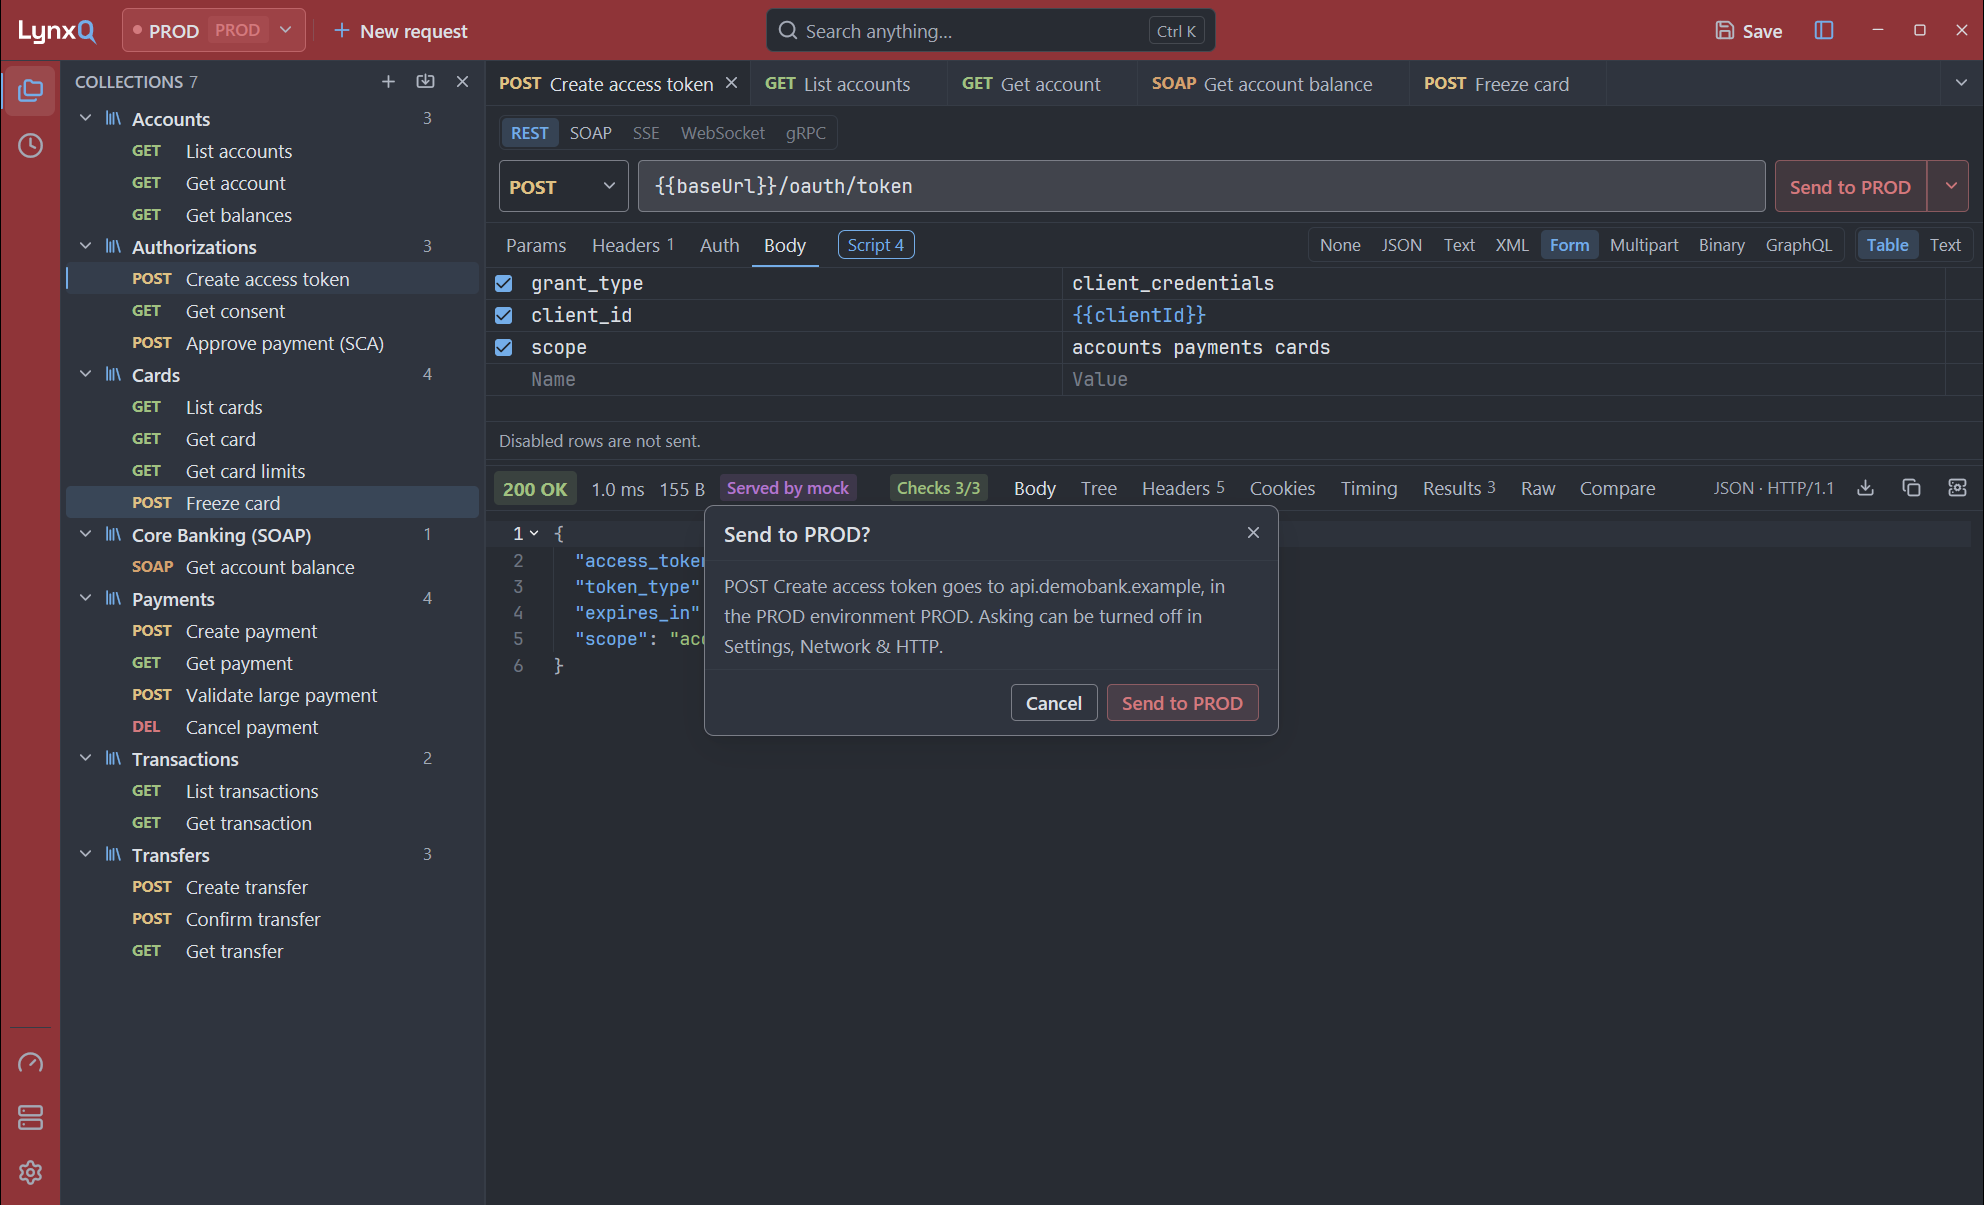 LynxQ PROD PROD New request Search anything... Ctrl K Save
COLLECTIONS 7
Accounts 3
GET List accounts
GET Get account
GET Get balances
Authorizations 3
POST Create access token
GET Get consent
POST Approve payment (SCA)
Cards 4
GET List cards
GET Get card
GET Get card limits
POST Freeze card
Core Banking (SOAP) 1
SOAP Get account balance
Payments 4
POST Create payment
GET Get payment
POST Validate large payment
DEL Cancel payment
Transactions 2
GET List transactions
GET Get transaction
Transfers 3
POST Create transfer
POST Confirm transfer
GET Get transfer
POST Create access token GET List accounts GET Get account SOAP Get account balance POST Freeze card
REST SOAP SSE WebSocket gRPC
POST {{baseUrl}}/oauth/token Send to PROD
Params Headers 1 Auth Body Script 4 None JSON Text XML Form Multipart Binary GraphQL Table Text
grant_type client_credentials
client_id {{clientId}}
scope accounts payments cards
Name Value
Disabled rows are not sent.
200 OK 1.0 ms 155 B Served by mock Checks 3/3 Body Tree Headers 5 Cookies Timing Results 3 Raw Compare JSON · HTTP/1.1
1 {
2 "access_token
3 "token_type"
4 "expires_in"
5 "scope": "acc
6 }
Send to PROD?
POST Create access token goes to api.demobank.example, in
the PROD environment PROD. Asking can be turned off in
Settings, Network & HTTP.
Cancel Send to PROD